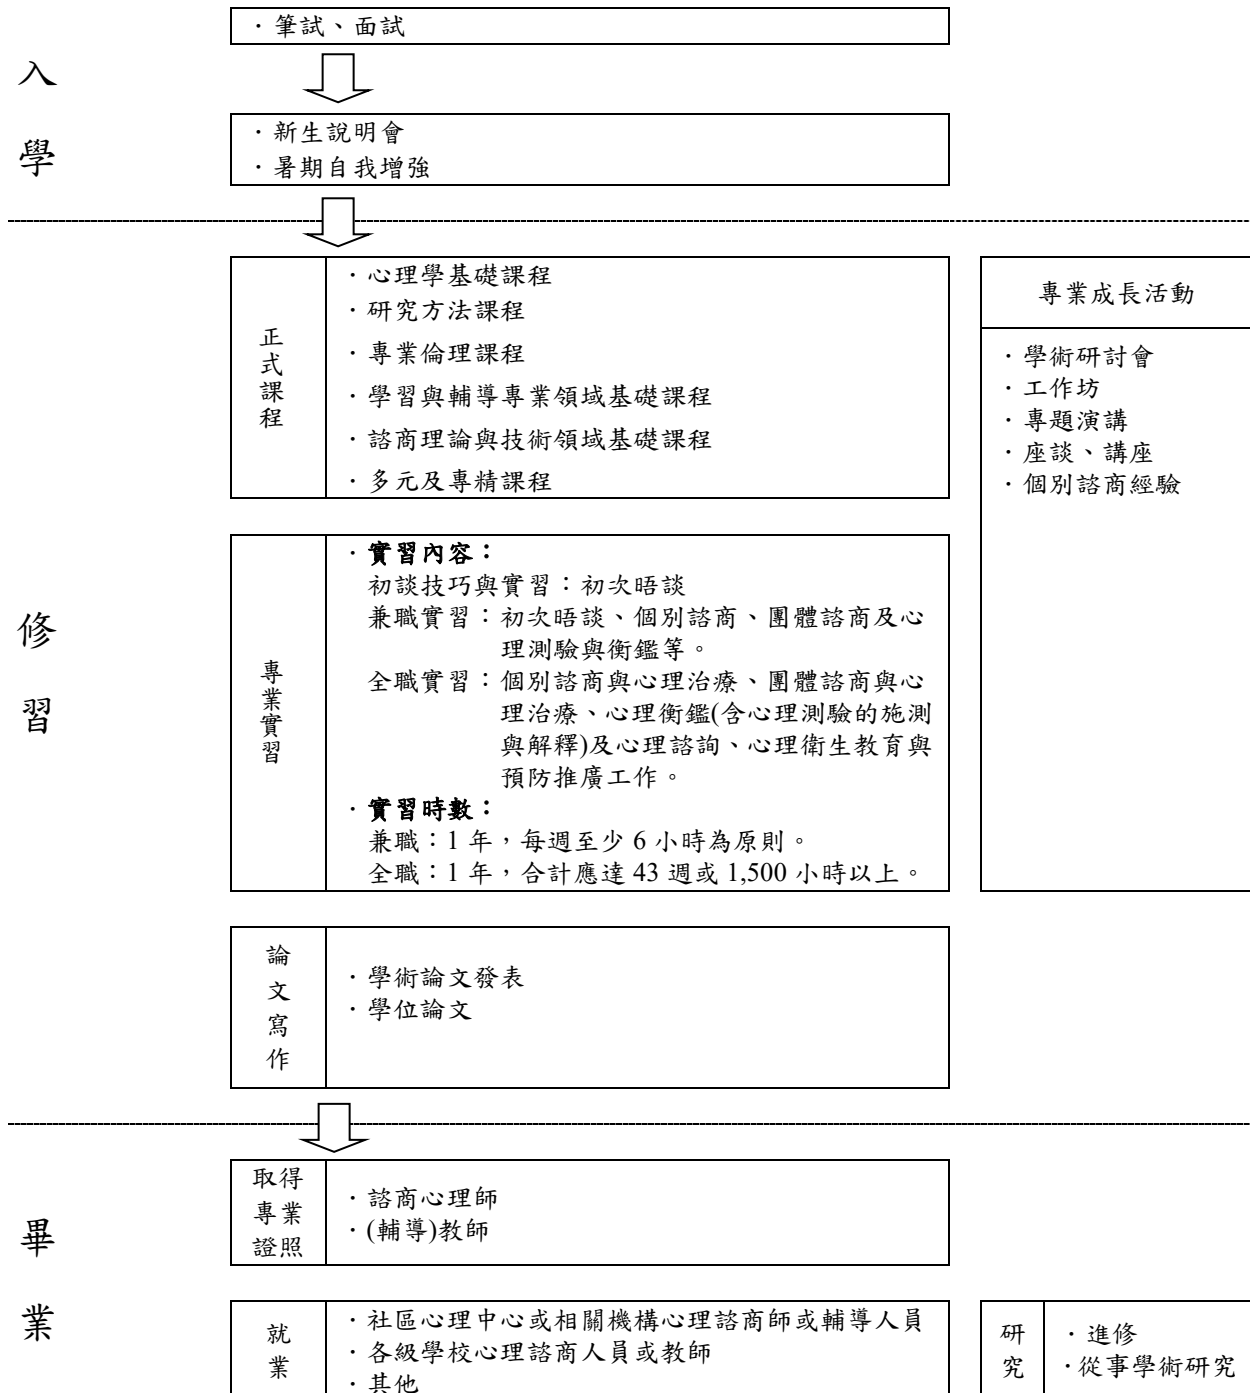 入學
·筆試、面試
·新生說明會
·暑期自我增強
修習
正式課程
·心理學基礎課程
·研究方法課程
·專業倫理課程
·學習與輔導專業領域基礎課程
·諮商理論與技術領域基礎課程
·多元及專精課程
專業成長活動
·學術研討會
·工作坊
·專題演講
·座談、講座
·個別諮商經驗
專業實習
·實習內容：
初談技巧與實習：初次晤談
兼職實習：初次晤談、個別諮商、團體諮商及心
理測驗與衡鑑等。
全職實習：個別諮商與心理治療、團體諮商與心
理治療、心理衡鑑(含心理測驗的施測
與解釋)及心理諮詢、心理衛生教育與
預防推廣工作。
·實習時數：
兼職：1 年，每週至少 6 小時為原則。
全職：1 年，合計應達 43 週或 1,500 小時以上。
論文寫作
·學術論文發表
·學位論文
畢業
取得
專業
證照
·諮商心理師
·(輔導)教師
就業
·社區心理中心或相關機構心理諮商師或輔導人員
·各級學校心理諮商人員或教師
·其他
研究
·進修
·從事學術研究